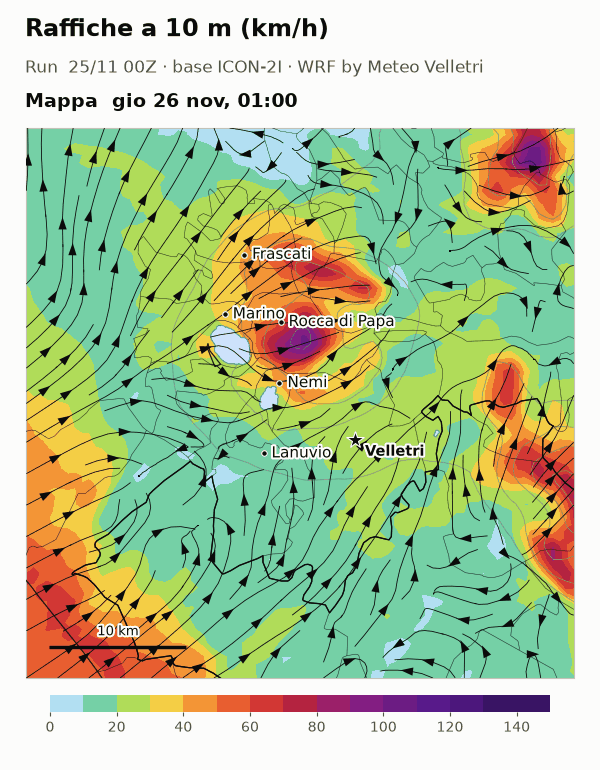 Raffiche a 10 m (km/h)
Run 25/11 00Z · base ICON-2I · WRF by Meteo Velletri
Mappa gio 26 nov, 01:00
Frascati
Marino
Rocca di Papa
Nemi
Velletri
Lanuvio
10 km
0 20 40 60 80 100 120 140